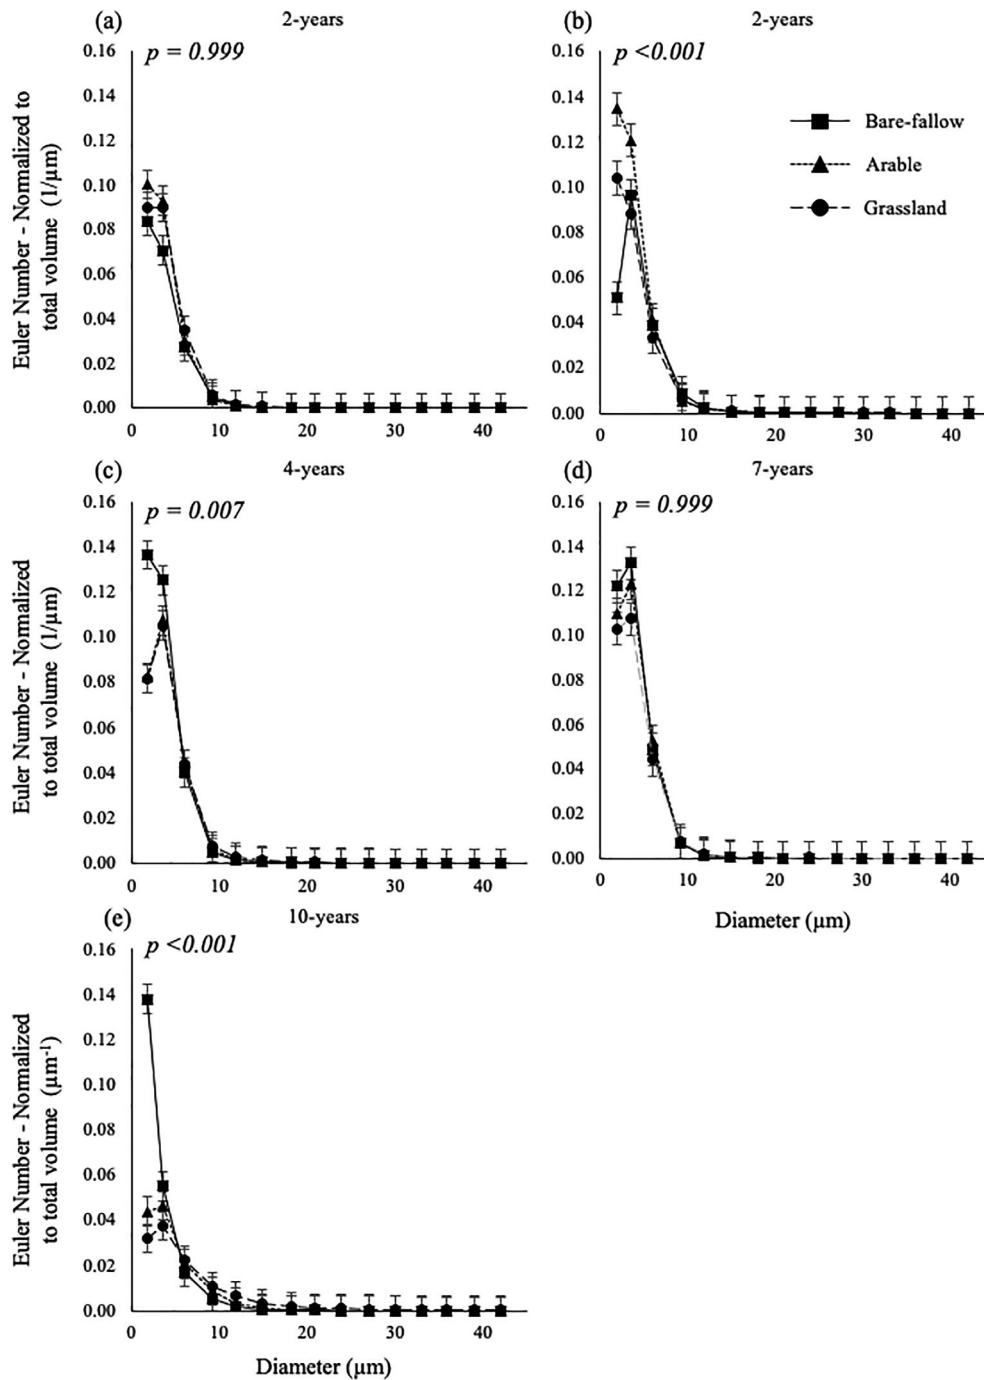 (a)
2-years
p = 0.999
0.16
0.14
0.12
0.10
0.08
0.06
0.04
0.02
0.00
0
10
20
30
40
Euler Number - Normalized to
total volume (1/µm)
(b)
2-years
p <0.001
0.16
0.14
0.12
0.10
0.08
0.06
0.04
0.02
0.00
0
10
20
30
40
Bare-fallow
Arable
Grassland
(c)
4-years
p = 0.007
0.16
0.14
0.12
0.10
0.08
0.06
0.04
0.02
0.00
0
10
20
30
40
Euler Number - Normalized
to total volume (1/µm)
(d)
7-years
p = 0.999
0.16
0.14
0.12
0.10
0.08
0.06
0.04
0.02
0.00
0
10
20
30
40
Diameter (µm)
(e)
10-years
p <0.001
0.16
0.14
0.12
0.10
0.08
0.06
0.04
0.02
0.00
0
10
20
30
40
Euler Number - Normalized
to total volume (µm⁻¹)
Diameter (µm)